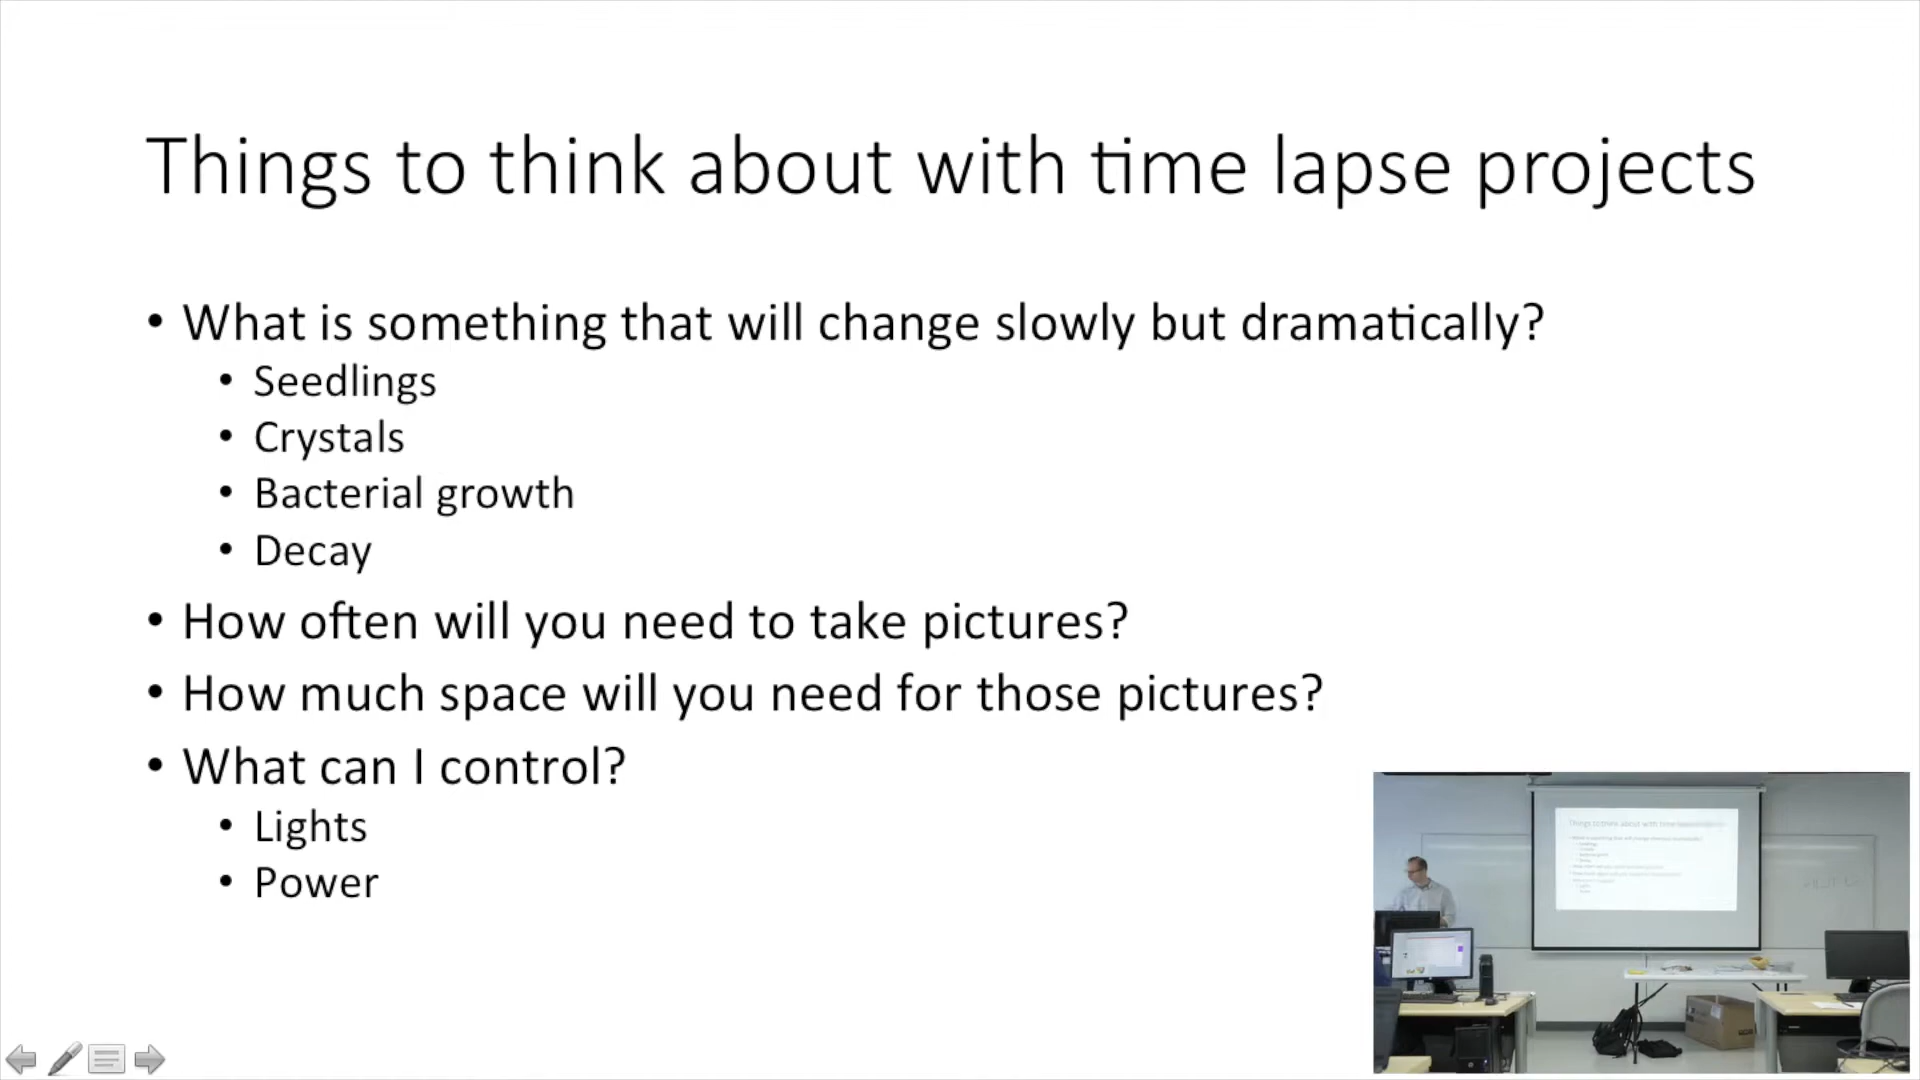 Things to think about with time lapse projects
• What is something that will change slowly but dramatically?
• Seedlings
• Crystals
• Bacterial growth
• Decay
• How often will you need to take pictures?
• How much space will you need for those pictures?
• What can I control?
• Lights
• Power